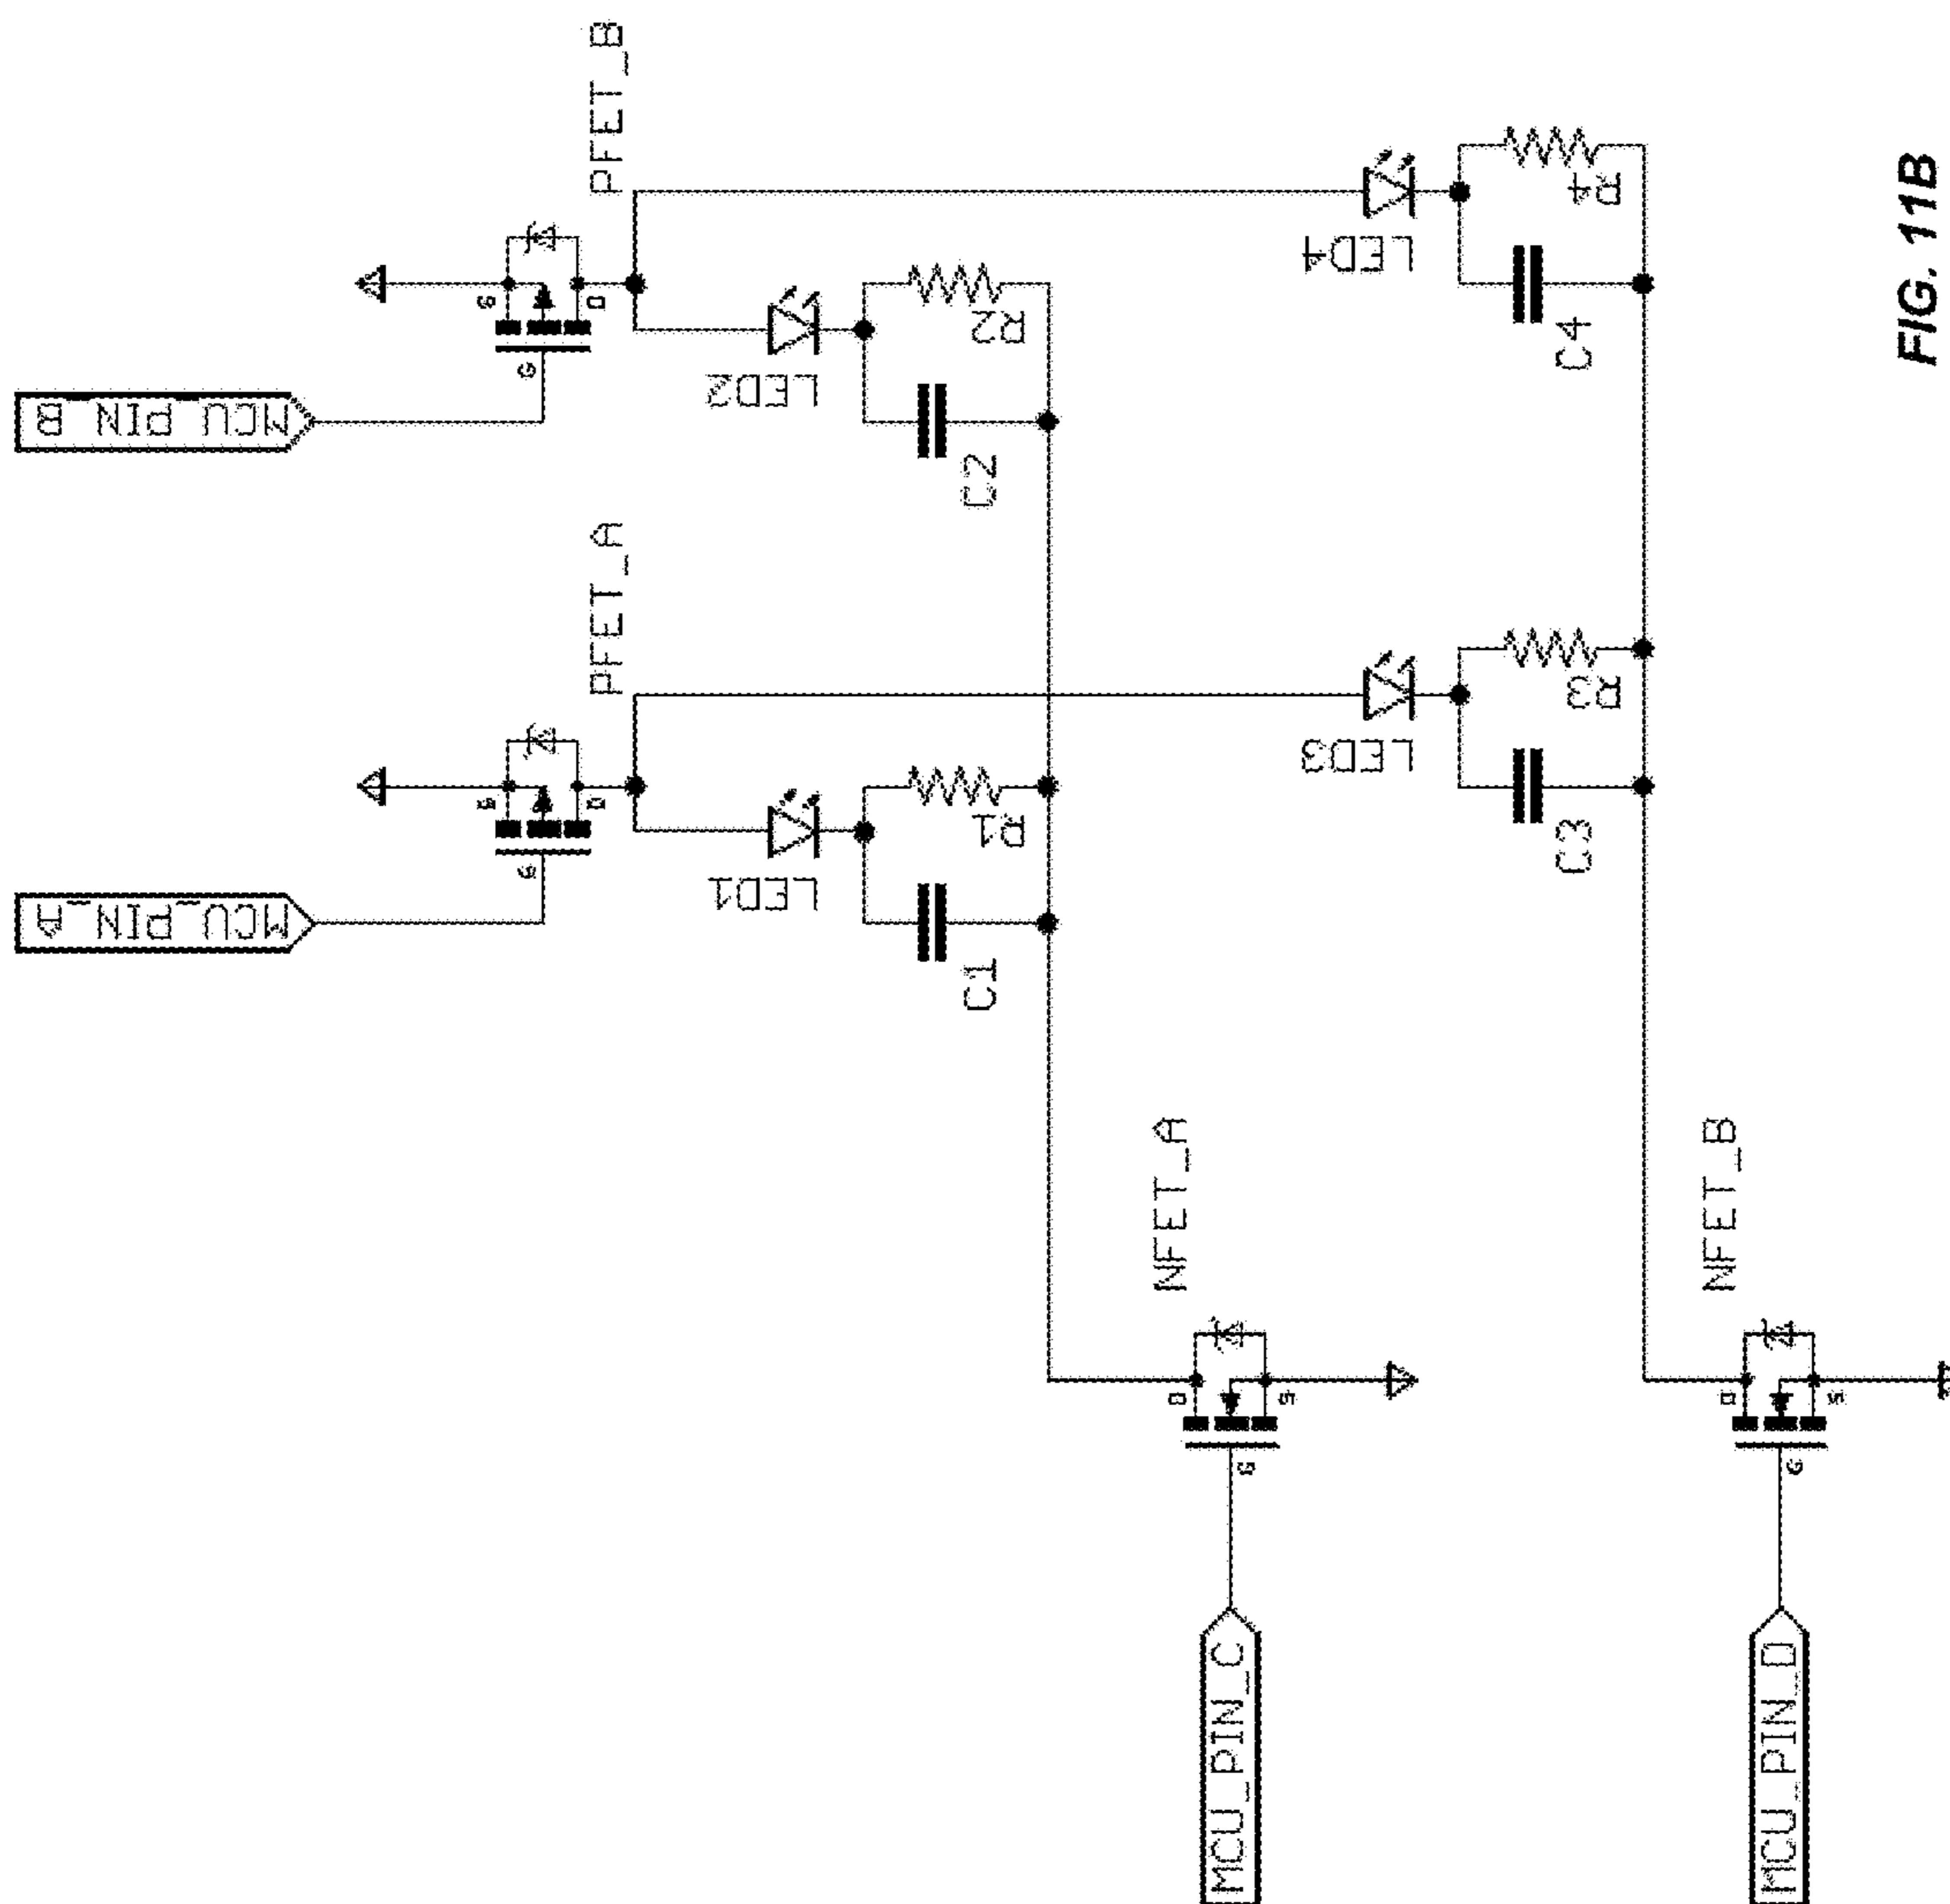 MCU_PIN_B
PFET_B
G
D
LED2
R2
C2
LED4
R4
C4
MCU_PIN_A
PFET_A
G
D
LED1
R1
C1
LED3
R3
C3
MCU_PIN_C
NFET_A
D
S
G
MCU_PIN_D
NFET_B
D
S
G
FIG. 11B